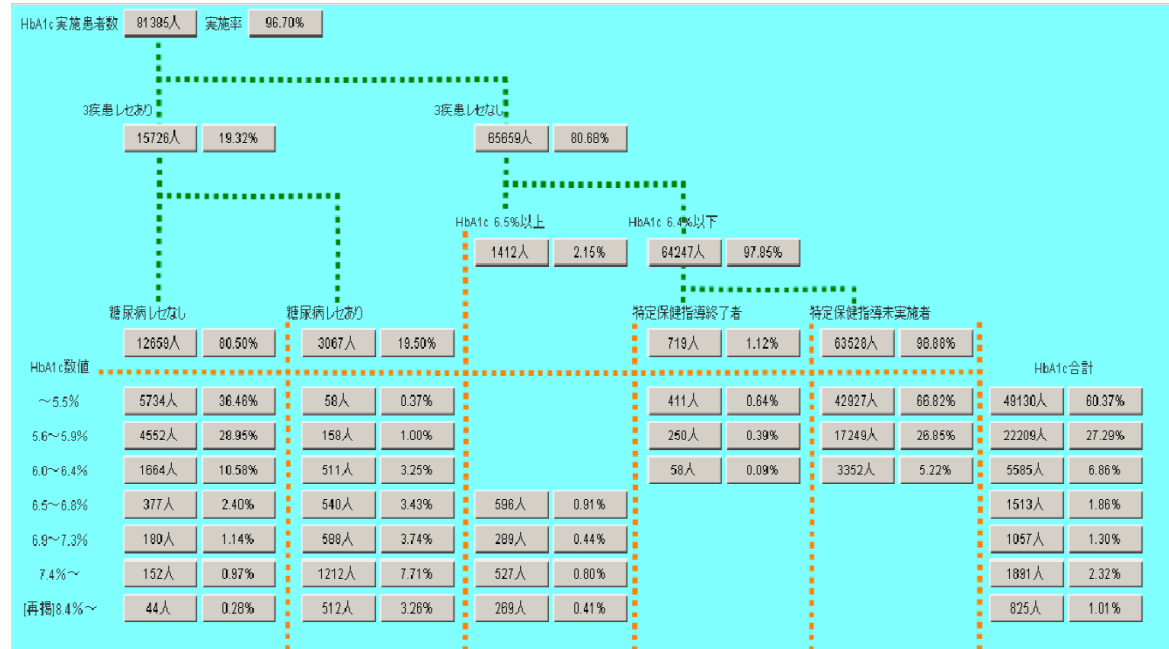 HbA1c実施患者数 81385人 実施率 96.70%
3疾患レセあり 3疾患レセなし
15726人 19.32% 65659人 80.68%
HbA1c 6.5%以上 HbA1c 6.4%以下
1412人 2.15% 64247人 97.85%
糖尿病レセなし 糖尿病レセあり 特定保健指導終了者 特定保健指導未実施者
12659人 80.50% 3067人 19.50% 719人 1.12% 63528人 98.88%
HbA1c数値 HbA1c合計
～5.5% 5734人 36.46% 58人 0.37% 411人 0.64% 42927人 66.82% 49130人 60.37%
5.6～5.9% 4552人 28.95% 158人 1.00% 250人 0.39% 17249人 26.85% 22209人 27.29%
6.0～6.4% 1664人 10.58% 511人 3.25% 58人 0.09% 3352人 5.22% 5585人 6.86%
6.5～6.8% 377人 2.40% 540人 3.43% 596人 0.91% 1513人 1.86%
6.9～7.3% 180人 1.14% 588人 3.74% 289人 0.44% 1057人 1.30%
7.4%～ 152人 0.97% 1212人 7.71% 527人 0.80% 1891人 2.32%
[再掲]8.4%～ 44人 0.28% 512人 3.26% 269人 0.41% 825人 1.01%